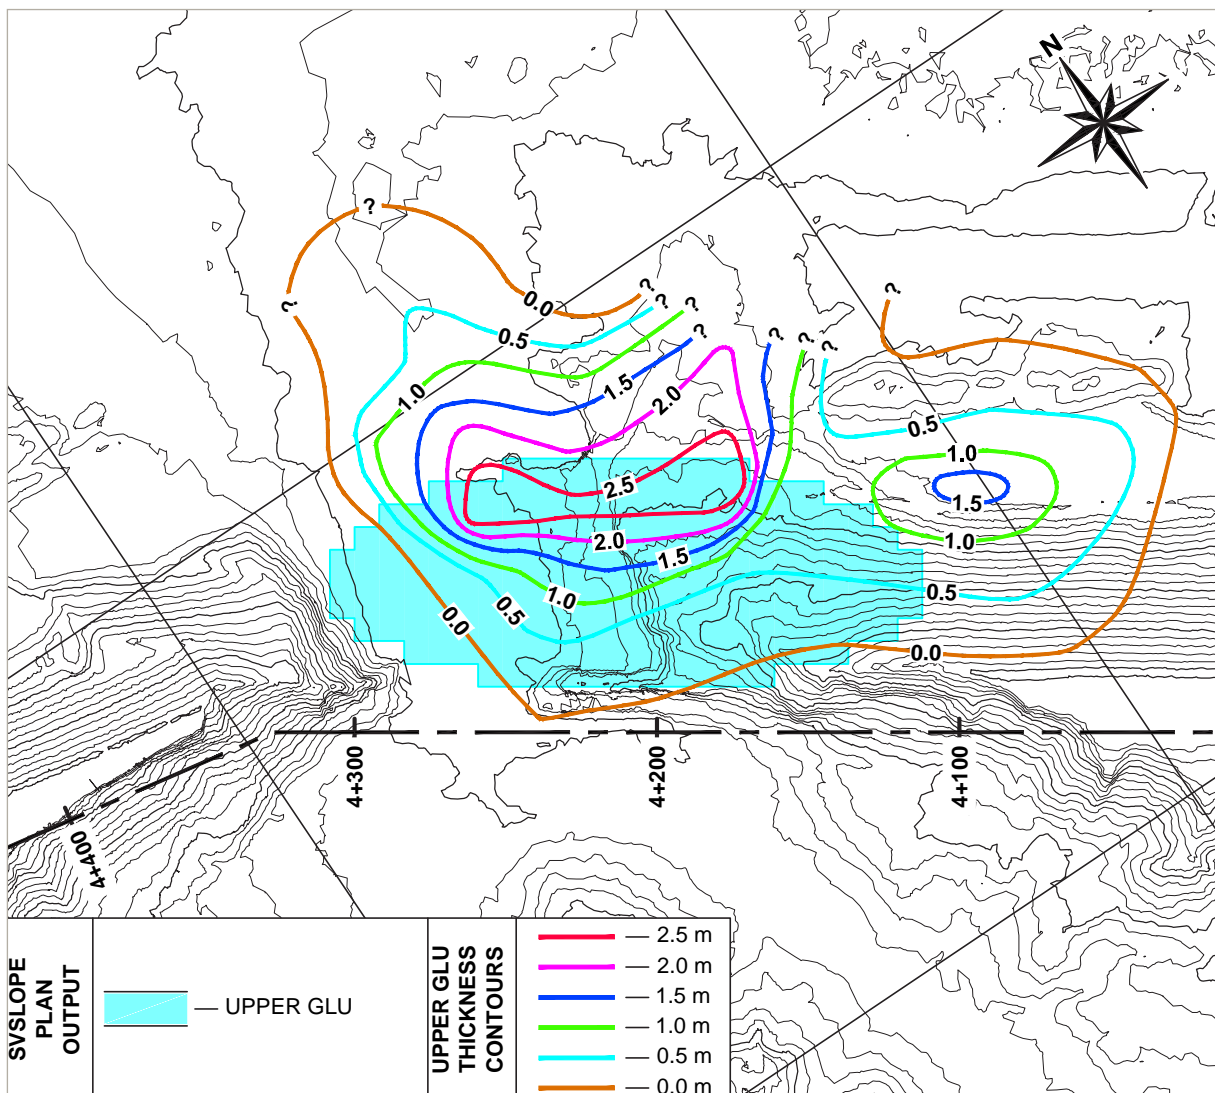 N
?
?
0.0
?
?
?
?
?
?
?
?
0.5
1.0
1.5
2.0
0.5
1.0
1.5
1.0
2.5
2.0
1.5
1.0
0.5
0.0
0.5
0.0
4+400
4+300
4+200
4+100
SVSLOPE
PLAN
OUTPUT
— UPPER GLU
UPPER GLU
THICKNESS
CONTOURS
— 2.5 m
— 2.0 m
— 1.5 m
— 1.0 m
— 0.5 m
— 0.0 m